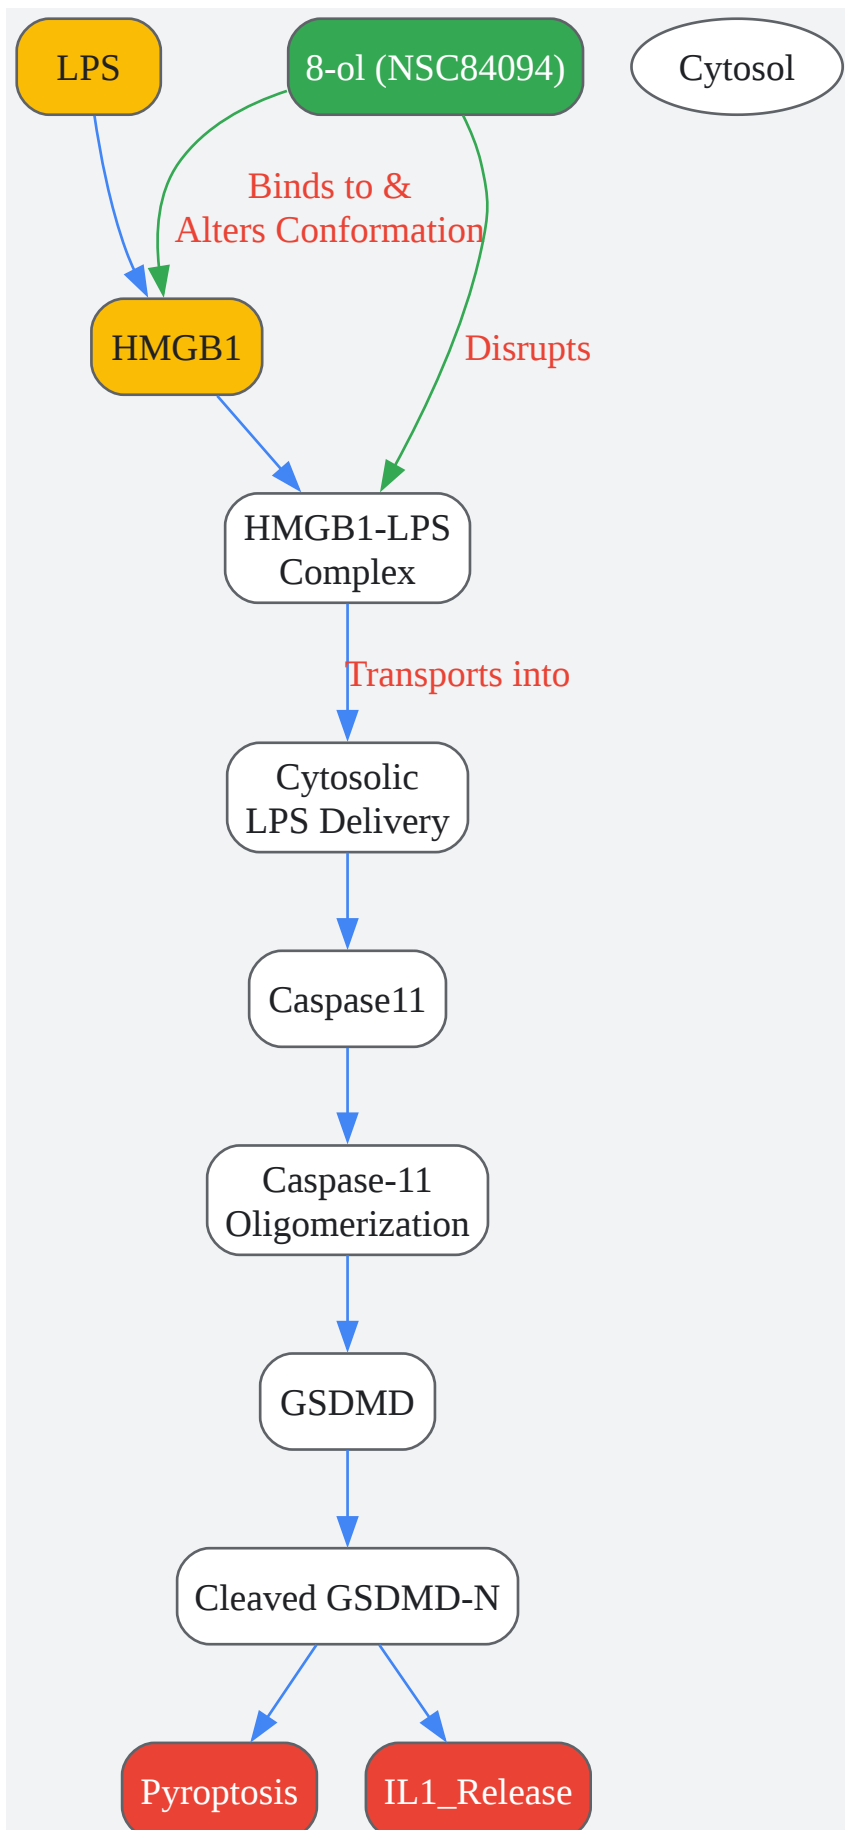 LPS
8-ol (NSC84094)
Cytosol
Binds to &
Alters Conformation
HMGB1
Disrupts
HMGB1-LPS
Complex
Transports into
Cytosolic
LPS Delivery
Caspase11
Caspase-11
Oligomerization
GSDMD
Cleaved GSDMD-N
Pyroptosis
IL1_Release